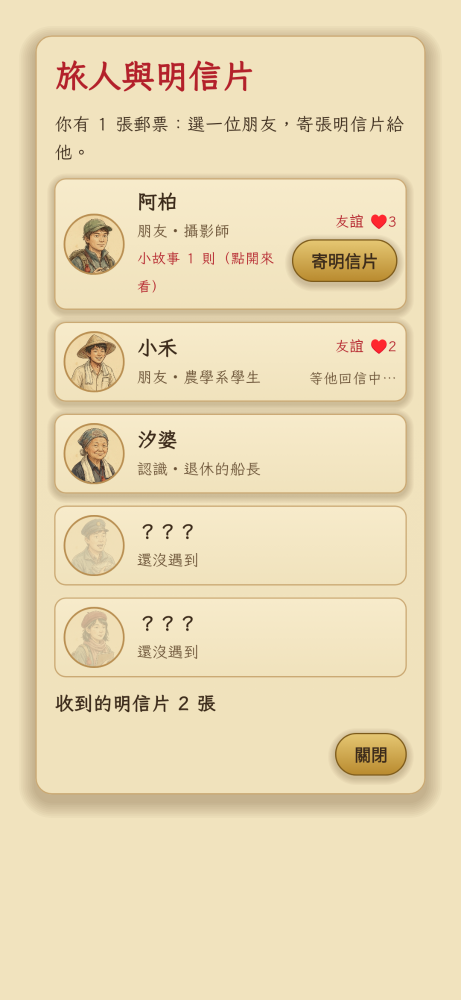 旅人與明信片
你有 1 張郵票：選一位朋友，寄張明信片給
他。
阿柏
朋友・攝影師
小故事 1 則（點開來
看）
友誼 ❤3
寄明信片
小禾
朋友・農學系學生
友誼 ❤2
等他回信中…
汐婆
認識・退休的船長
？？？
還沒遇到
？？？
還沒遇到
收到的明信片 2 張
關閉